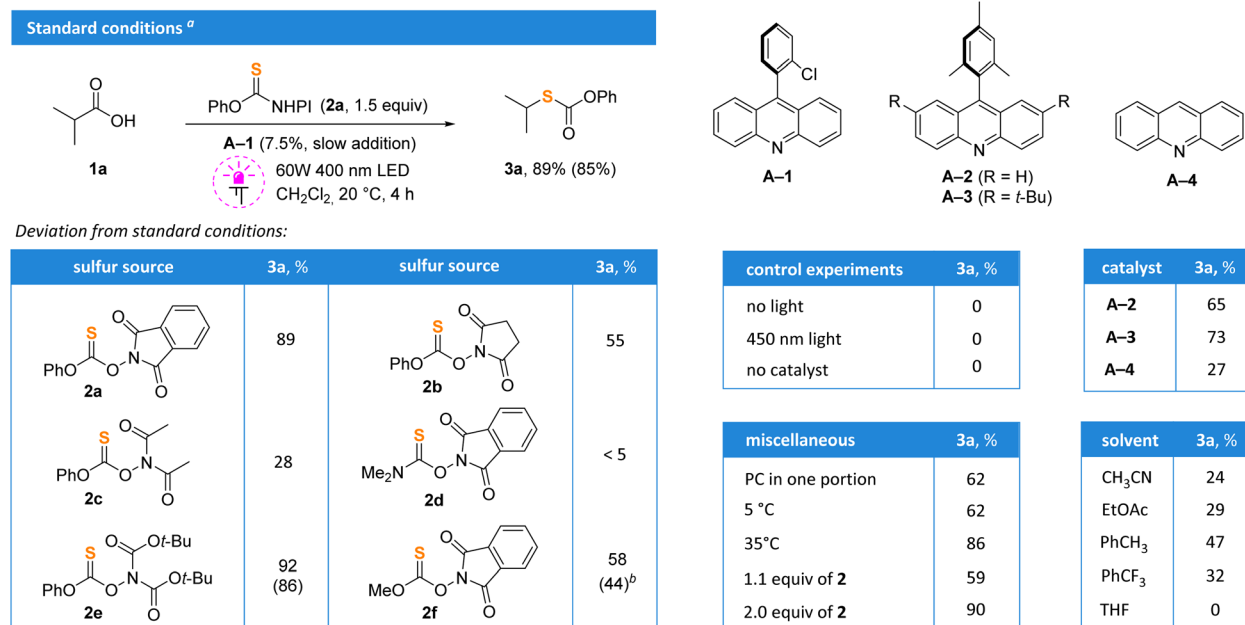 Standard conditions a
O
OH
1a
S
PhO NHPI (2a, 1.5 equiv)
A–1 (7.5%, slow addition)
60W 400 nm LED
CH2Cl2, 20 °C, 4 h
S OPh
O
3a, 89% (85%)
Deviation from standard conditions:
sulfur source 3a, % sulfur source 3a, %
S O
PhO O N
O
2a
89
S O
PhO O N
O
2b
55
S O
PhO O N
O
2c
28
S O
Me2N O N
O
2d
< 5
S O Ot-Bu
PhO O N Ot-Bu
O
2e
92
(86)
S O
MeO O N
O
2f
58
(44)b
Cl
N
A–1
R R
N
A–2 (R = H)
A–3 (R = t-Bu)
N
A–4
control experiments 3a, %
no light 0
450 nm light 0
no catalyst 0
catalyst 3a, %
A–2 65
A–3 73
A–4 27
miscellaneous 3a, %
PC in one portion 62
5 °C 62
35°C 86
1.1 equiv of 2 59
2.0 equiv of 2 90
solvent 3a, %
CH3CN 24
EtOAc 29
PhCH3 47
PhCF3 32
THF 0